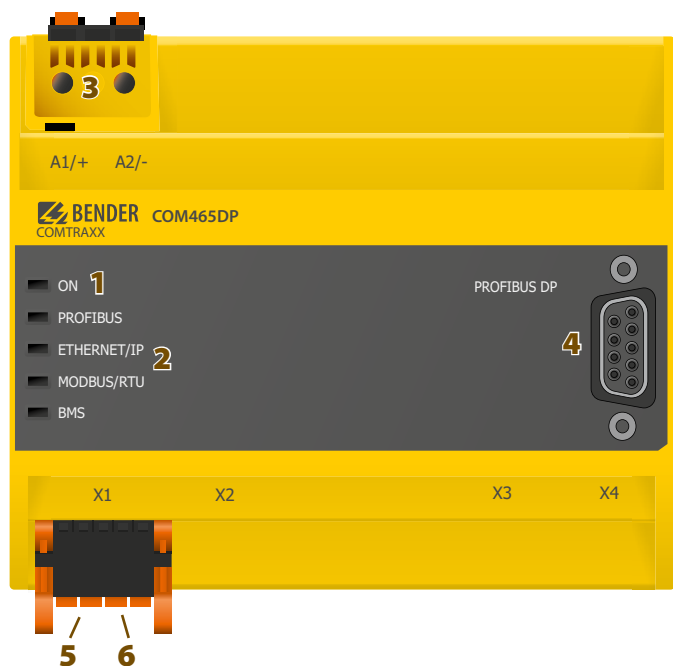 3
A1/+ A2/-
BENDER COM465DP
COMTRAXX
ON 1
PROFIBUS DP
PROFIBUS
4
ETHERNET/IP 2
MODBUS/RTU
BMS
X1 X2 X3 X4
5 6